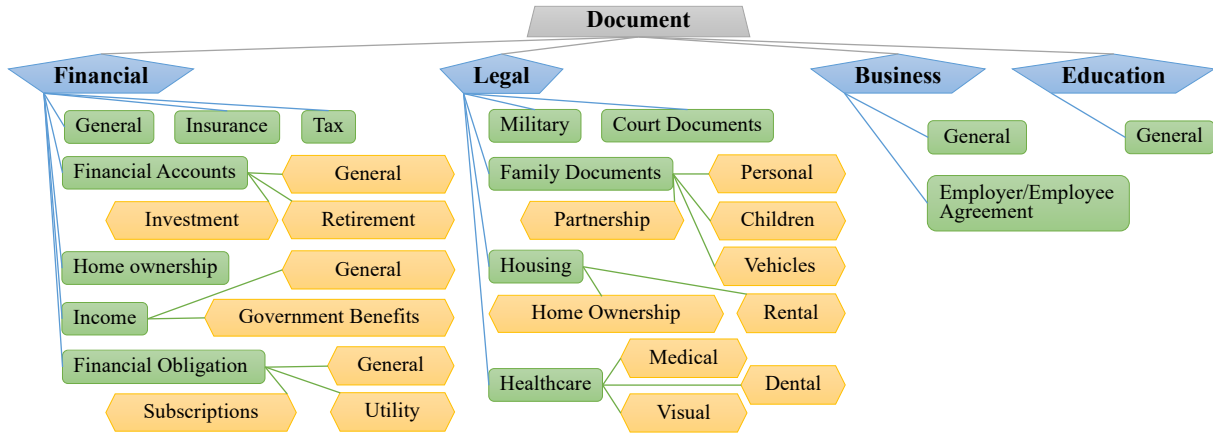 Document
Financial
Legal
Business
Education
General
Insurance
Tax
Military
Court Documents
General
General
Financial Accounts
General
Investment
Retirement
Family Documents
Personal
Partnership
Children
Vehicles
Employer/Employee
Agreement
Home ownership
General
Income
Government Benefits
Housing
Home Ownership
Rental
Financial Obligation
General
Subscriptions
Utility
Healthcare
Medical
Dental
Visual